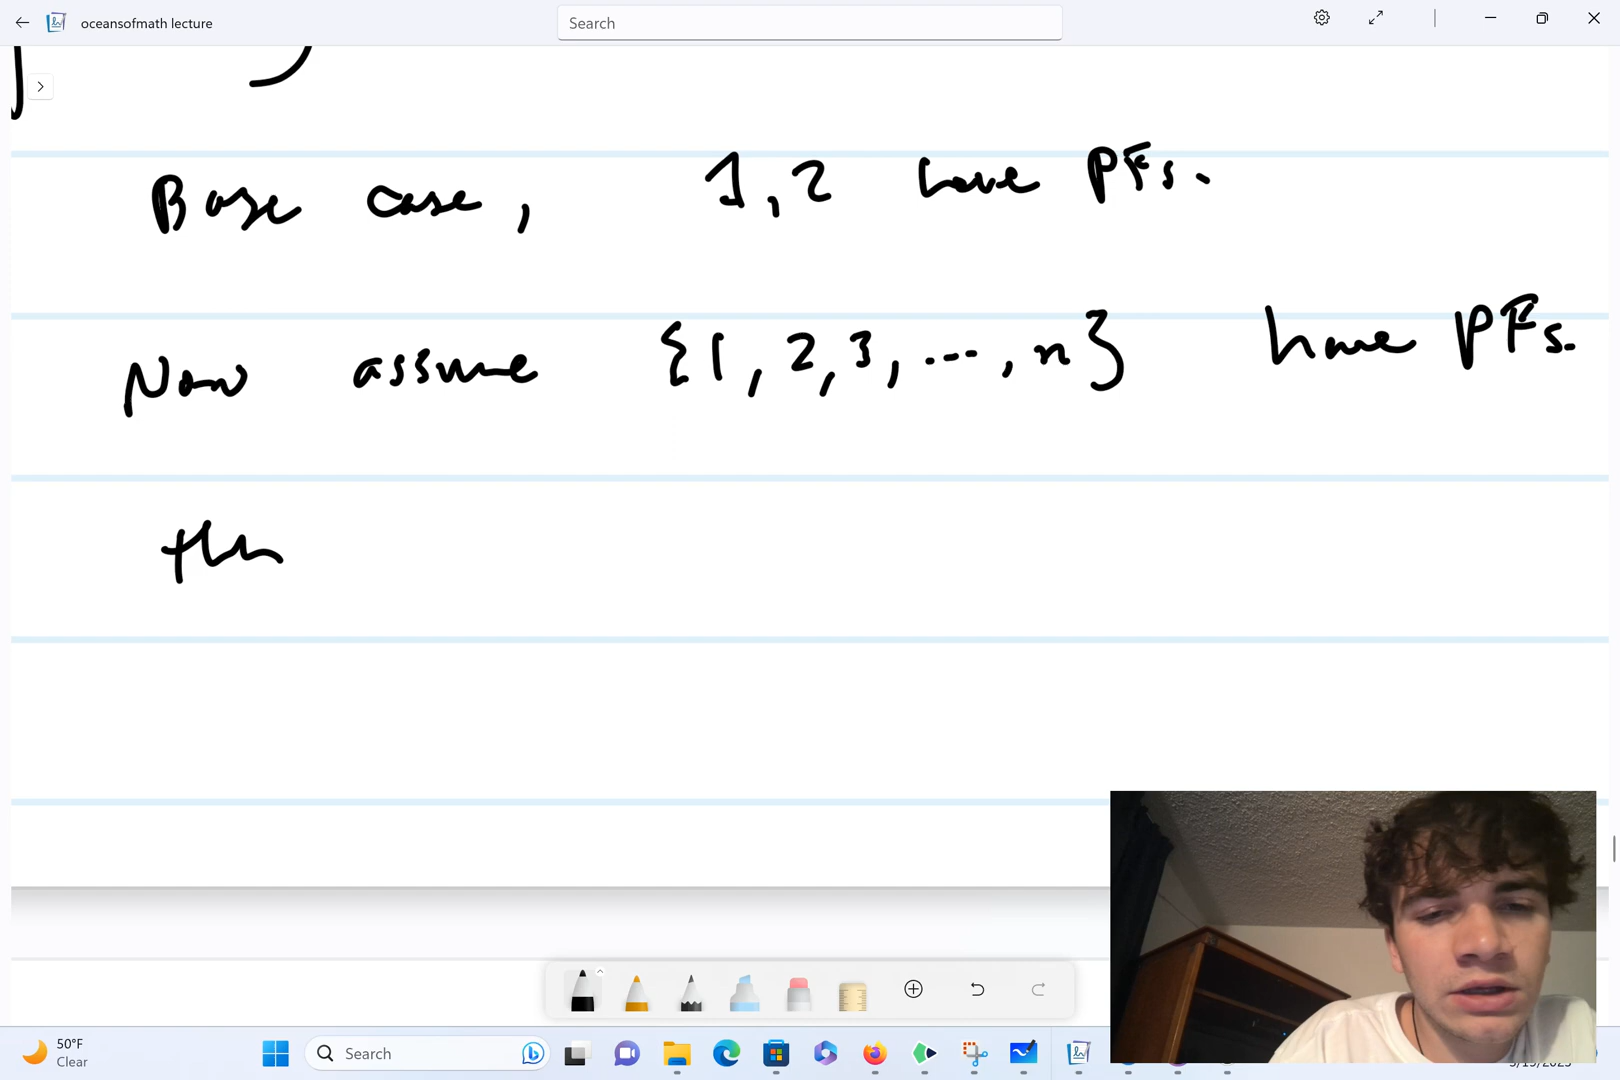 oceansofmath lecture
Search
Base case, 1, 2 have PFs.
Now assume {1, 2, 3, ..., n} have PFs.
then
50°F
Clear
Search